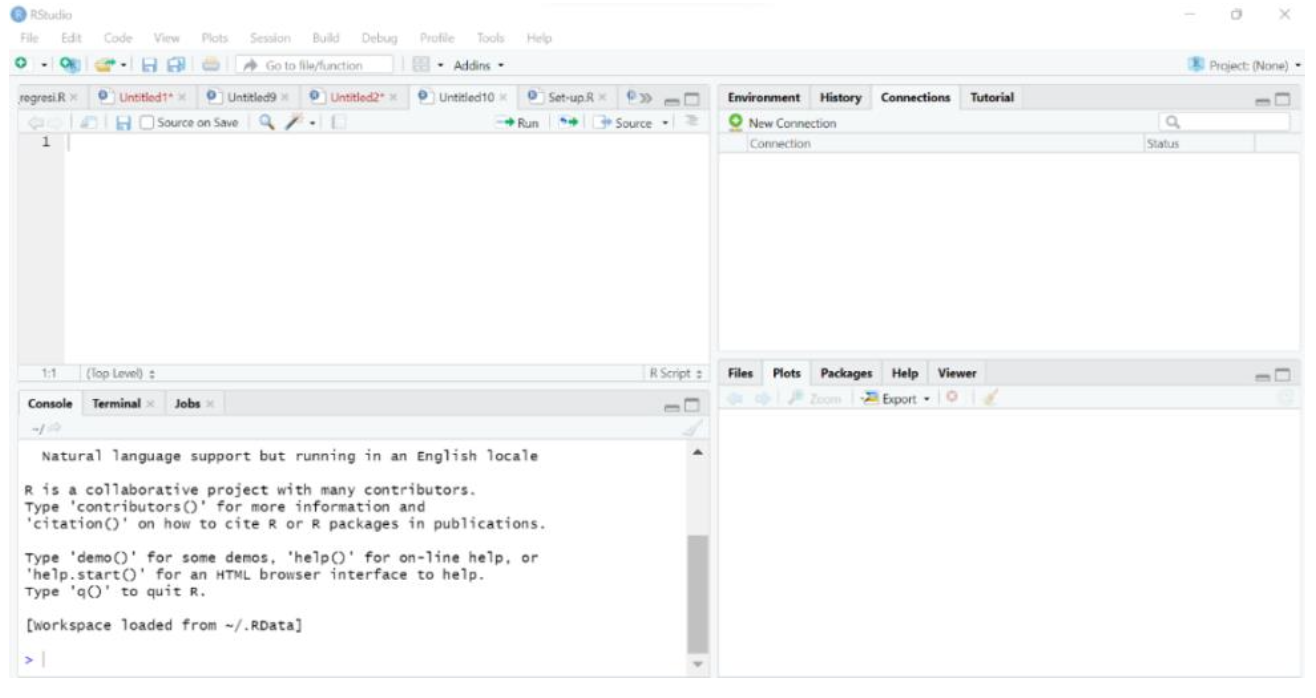 RStudio
File Edit Code View Plots Session Build Debug Profile Tools Help
Go to file/function Addins Project: (None)
regresi.R Untitled1* Untitled9 Untitled2* Untitled10 Set-up.R
Source on Save Run Source
1
1:1 (Top Level) R Script
Console Terminal Jobs
~/
Natural language support but running in an English locale
R is a collaborative project with many contributors.
Type 'contributors()' for more information and
'citation()' on how to cite R or R packages in publications.
Type 'demo()' for some demos, 'help()' for on-line help, or
'help.start()' for an HTML browser interface to help.
Type 'q()' to quit R.
[Workspace loaded from ~/.RData]
>
Environment History Connections Tutorial
New Connection
Connection Status
Files Plots Packages Help Viewer
Zoom Export